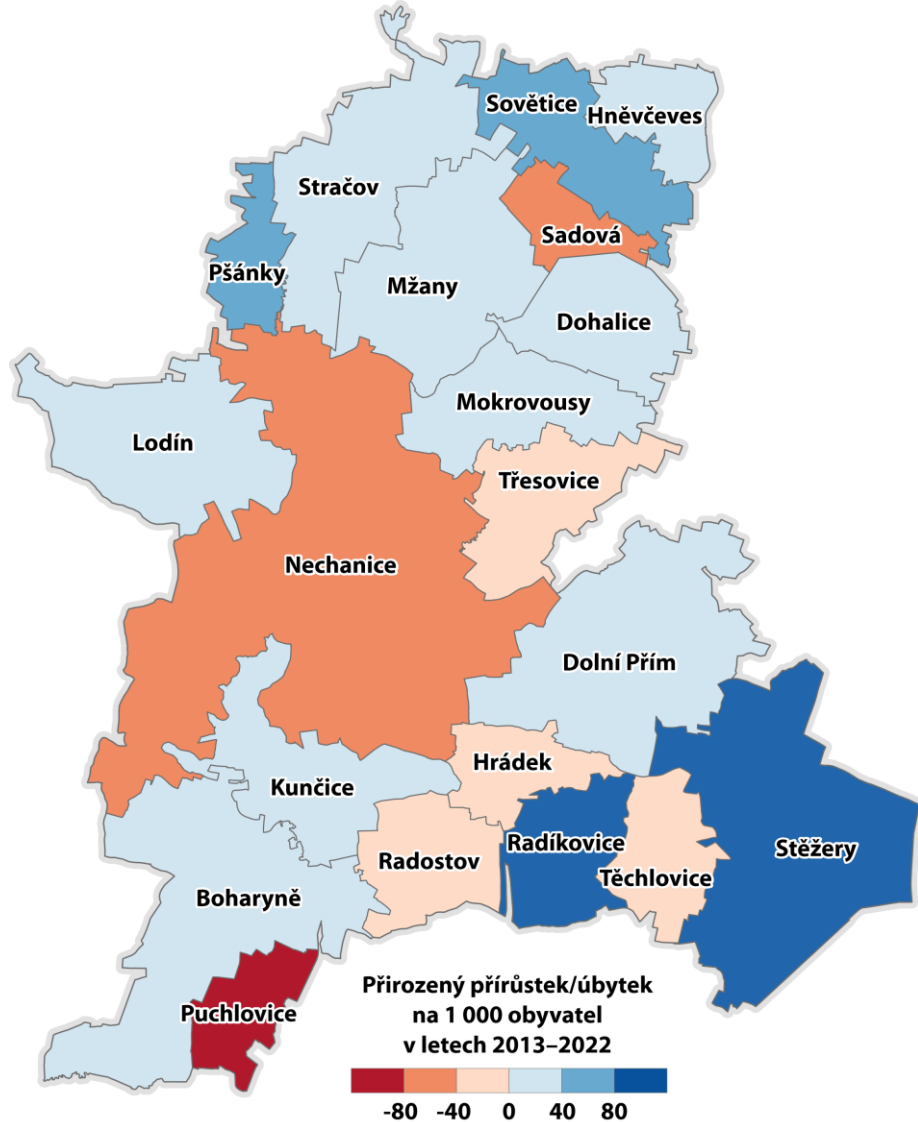 Sovětice
Hněvčeves
Stračov
Sadová
Pšánky
Mžany
Dohalice
Mokrovousy
Lodín
Třesovice
Nechanice
Dolní Přím
Hrádek
Kunčice
Radíkovice
Stěžery
Radostov
Těchlovice
Boharyně
Puchlovice
Přirozený přírůstek/úbytek
na 1 000 obyvatel
v letech 2013–2022
-80 -40 0 40 80